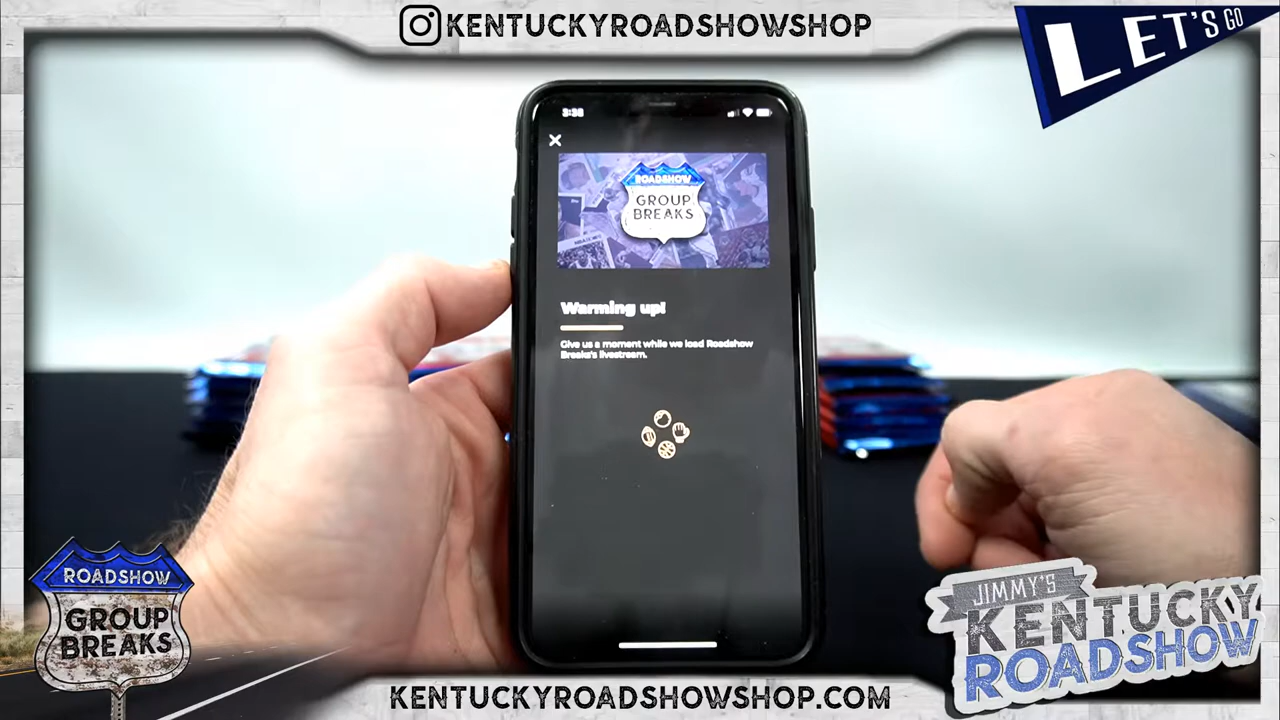 KENTUCKYROADSHOWSHOP
LET'S GO
3:38
ROADSHOW
GROUP
BREAKS
Warming up!
Give us a moment while we load Roadshow
Breaks's livestream.
ROADSHOW
GROUP
BREAKS
JIMMY'S
KENTUCKY
ROADSHOW
KENTUCKYROADSHOWSHOP.COM